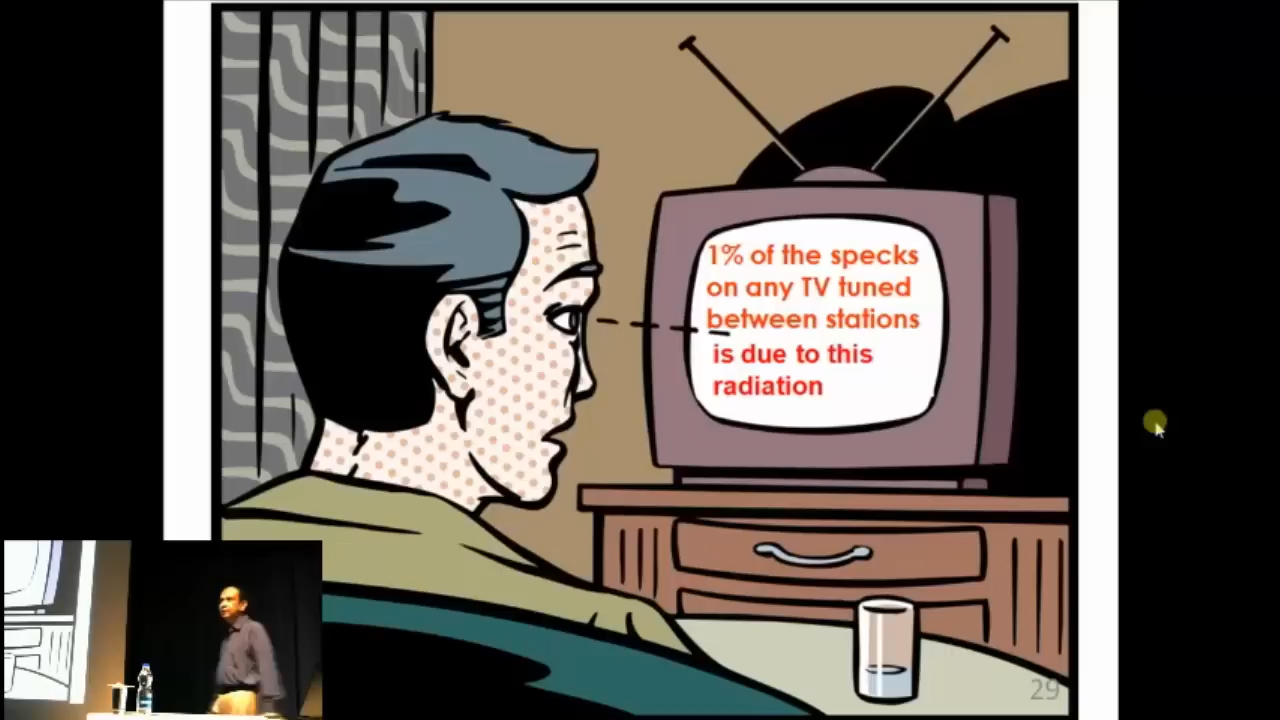 1% of the specks
on any TV tuned
between stations
is due to this
radiation
29